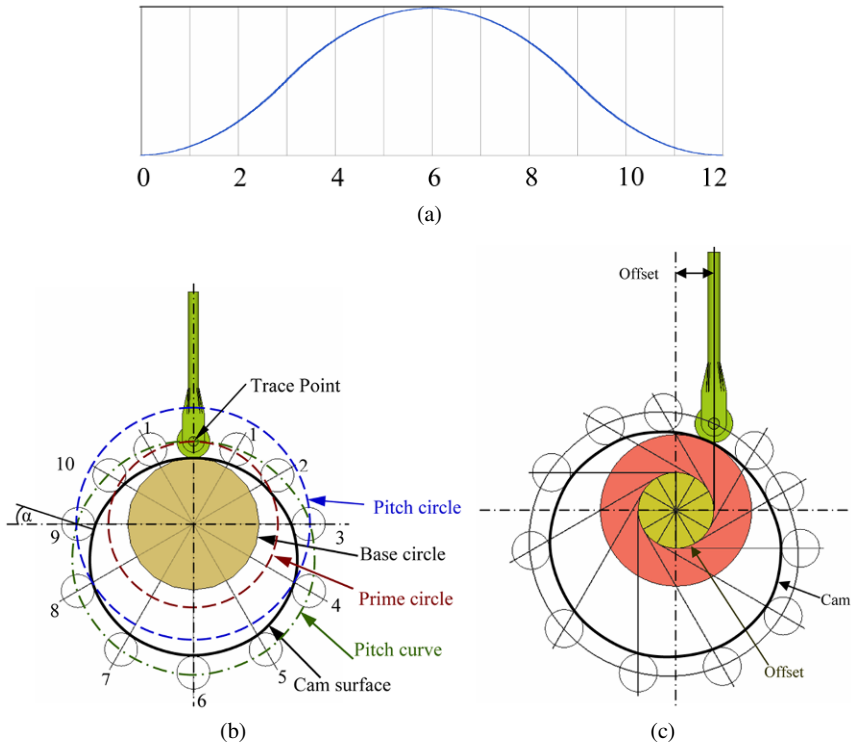 0 2 4 6 8 10 12
(a)
Offset
Trace Point
1 1
10 2
Pitch circle
α
9 3
Base circle
8 4
Prime circle
Cam
Pitch curve
7 5
Offset
Cam surface
6
(b) (c)